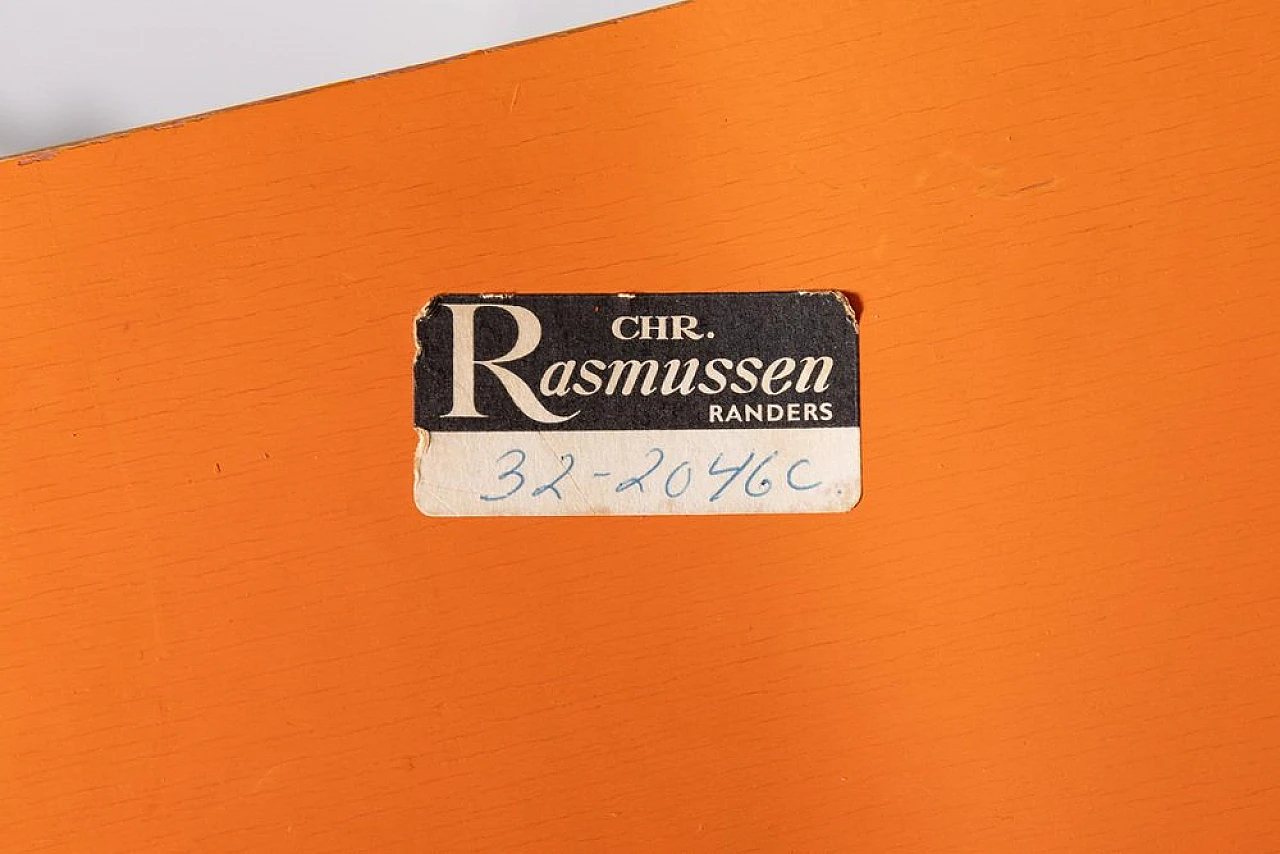 CHR.
Rasmussen
RANDERS
32-2046C.